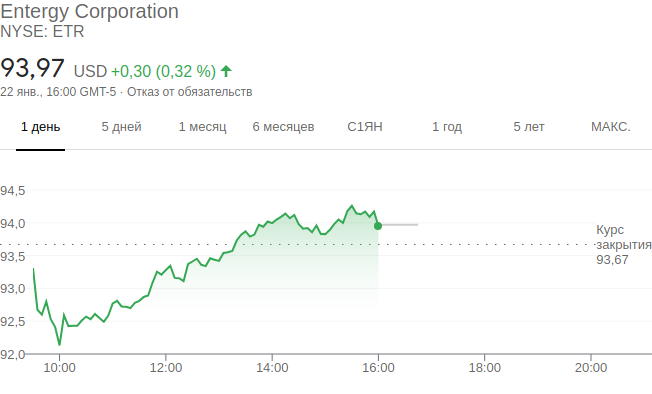 Entergy Corporation
NYSE: ETR
93,97 USD +0,30 (0,32 %)
22 янв., 16:00 GMT-5 · Отказ от обязательств
1 день 5 дней 1 месяц 6 месяцев С1ЯН 1 год 5 лет МАКС.
94,5
94,0
Курс
закрытия
93,67
93,5
93,0
92,5
92,0
10:00 12:00 14:00 16:00 18:00 20:00